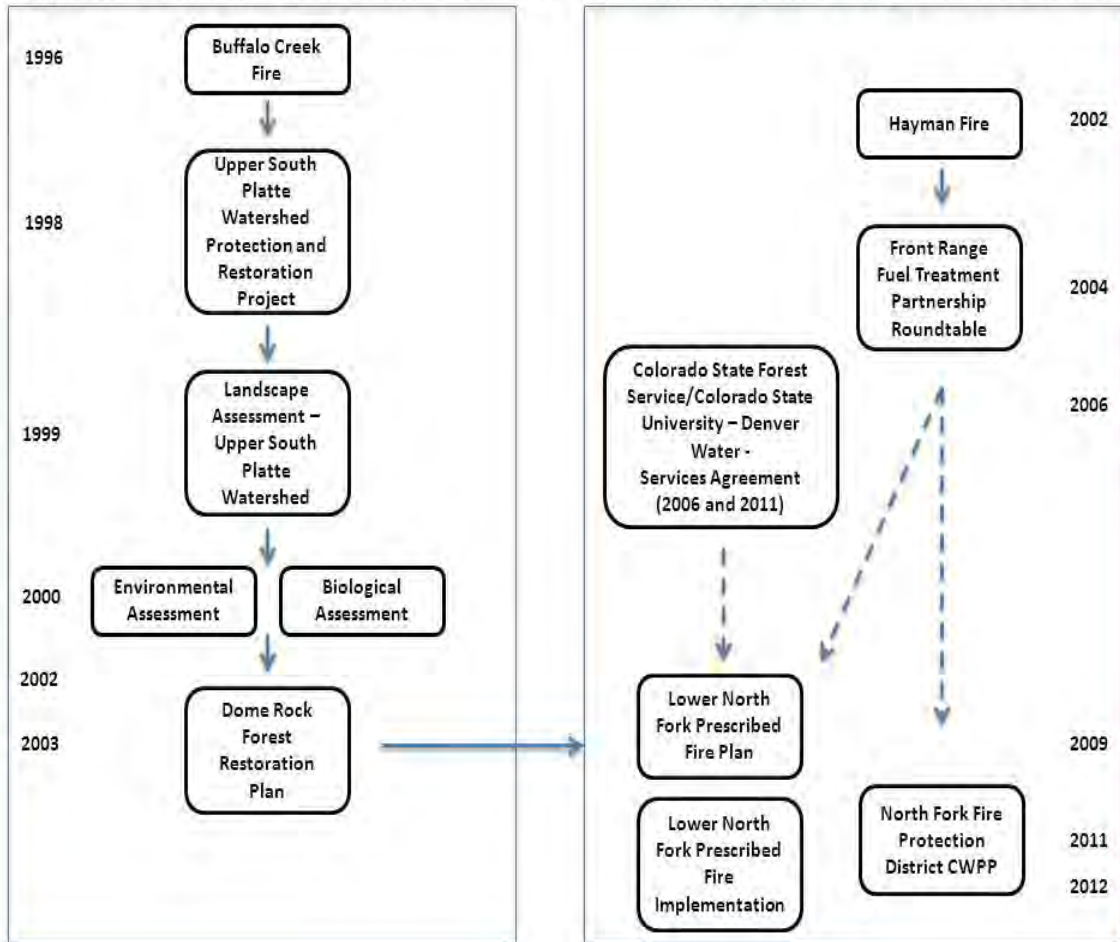 1996
Buffalo Creek
Fire
1998
Upper South
Platte
Watershed
Protection and
Restoration
Project
1999
Landscape
Assessment –
Upper South
Platte
Watershed
2000
Environmental
Assessment
Biological
Assessment
2002
2003
Dome Rock
Forest
Restoration
Plan
Hayman Fire
2002
Front Range
Fuel Treatment
Partnership
Roundtable
2004
Colorado State Forest
Service/Colorado State
University – Denver
Water -
Services Agreement
(2006 and 2011)
2006
Lower North
Fork Prescribed
Fire Plan
2009
Lower North
Fork Prescribed
Fire
Implementation
North Fork Fire
Protection
District CWPP
2011
2012